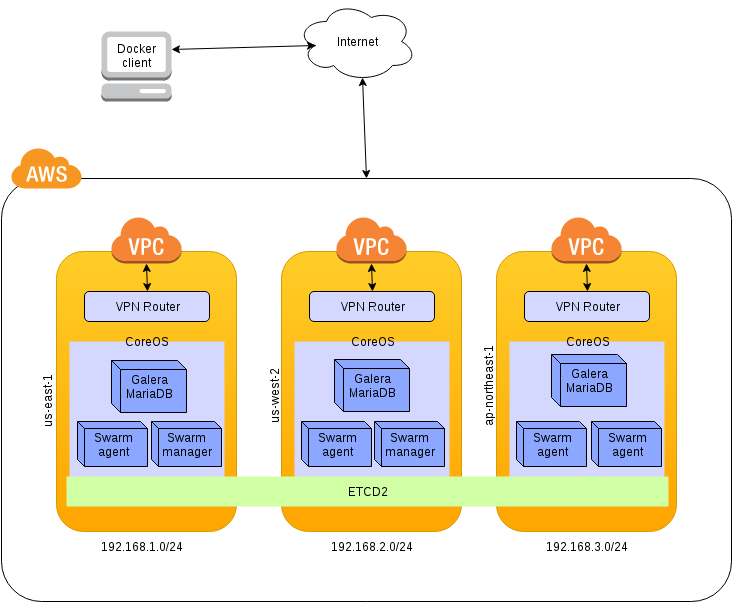 Docker
client
Internet
AWS
VPC
VPC
VPC
VPN Router
VPN Router
VPN Router
CoreOS
CoreOS
CoreOS
us-east-1
us-west-2
ap-northeast-1
Galera
MariaDB
Galera
MariaDB
Galera
MariaDB
Swarm
agent
Swarm
manager
Swarm
agent
Swarm
manager
Swarm
agent
Swarm
agent
ETCD2
192.168.1.0/24
192.168.2.0/24
192.168.3.0/24